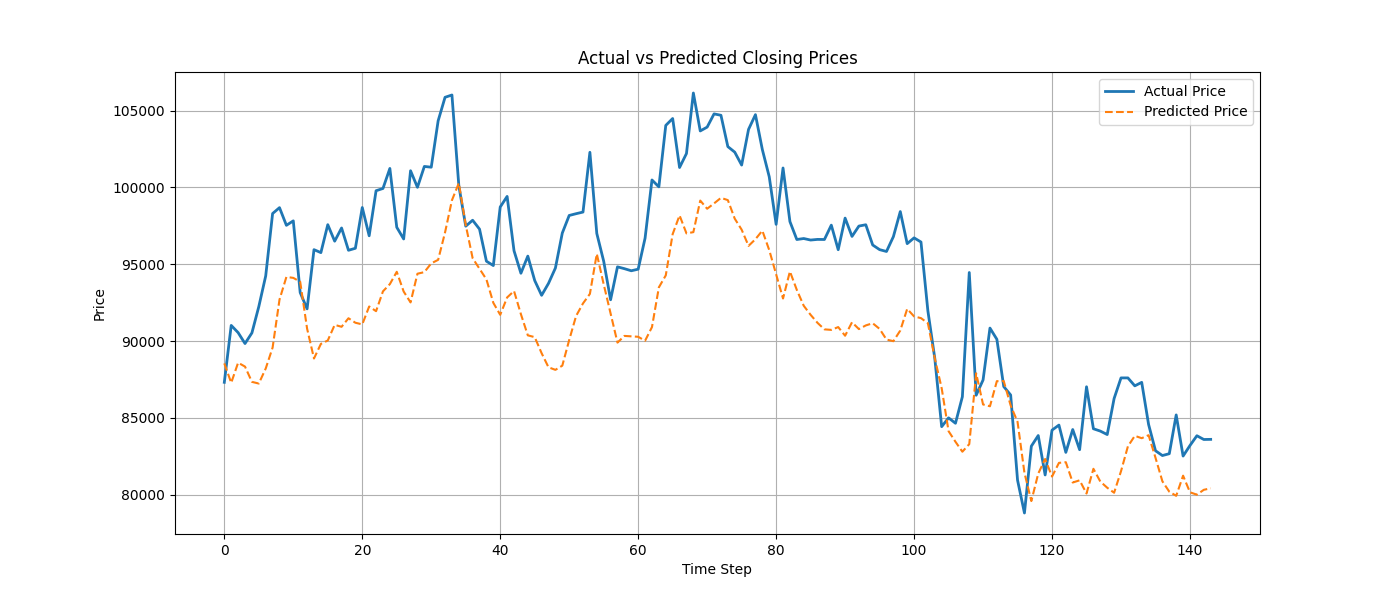 Actual vs Predicted Closing Prices
Actual Price
Predicted Price
105000
100000
95000
90000
85000
80000
Price
0 20 40 60 80 100 120 140
Time Step